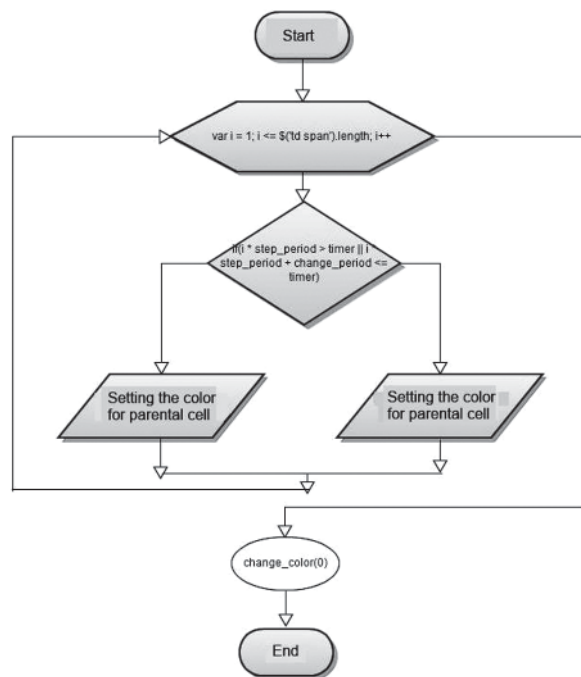 Start
var i = 1; i <= $('td span').length; i++
if(i * step_period > timer || i *
step_period + change_period <=
timer)
Setting the color
for parental cell
Setting the color
for parental cell
change_color(0)
End